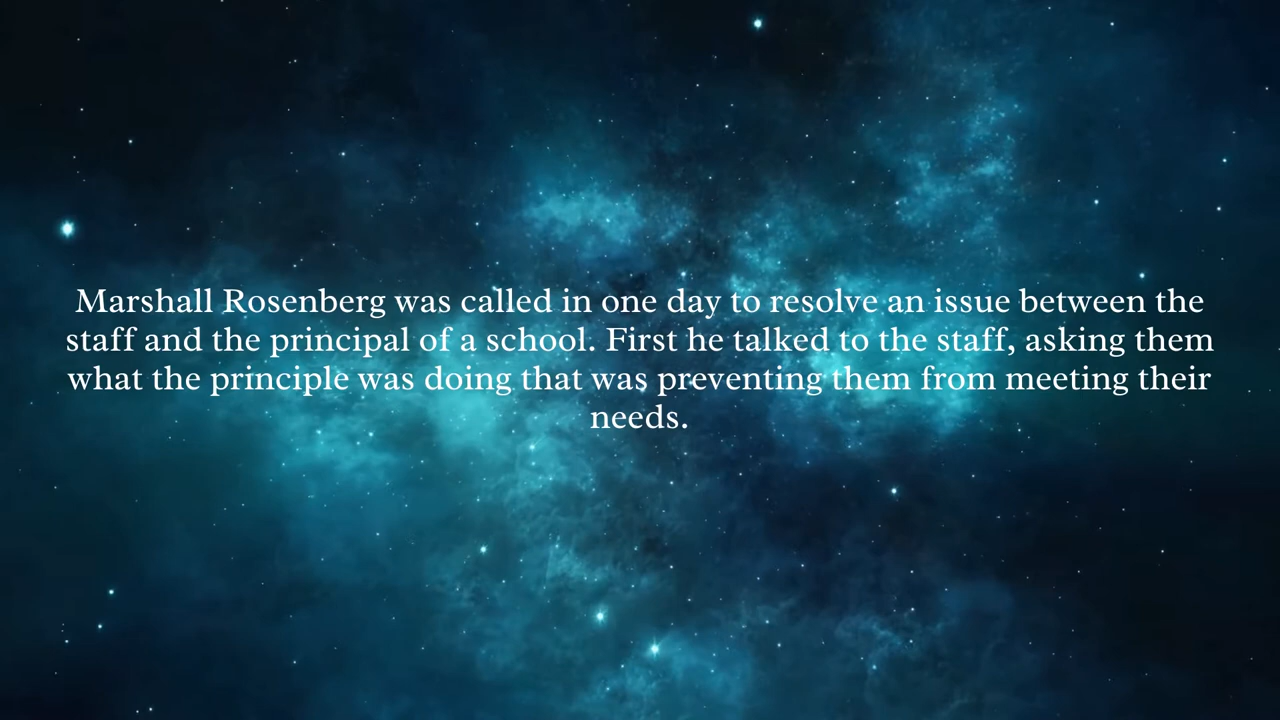 Marshall Rosenberg was called in one day to resolve an issue between the
staff and the principal of a school. First he talked to the staff, asking them
what the principle was doing that was preventing them from meeting their
needs.